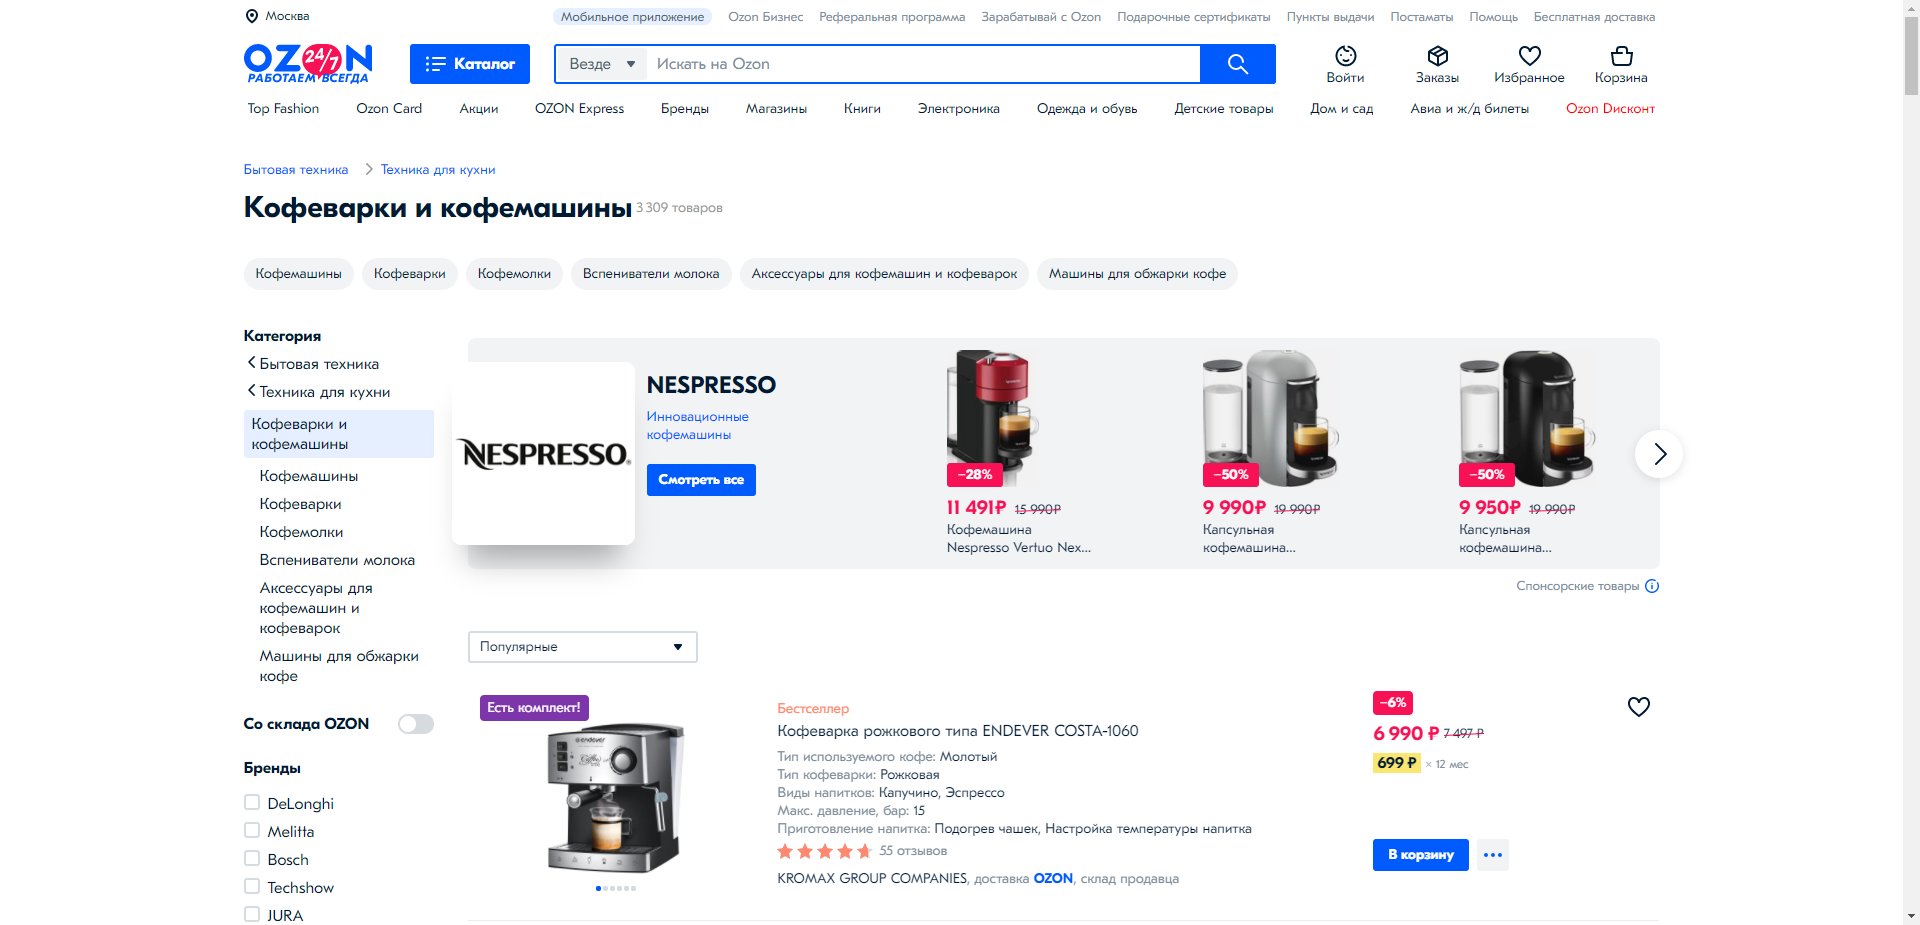 Москва
Мобильное приложение Ozon Бизнес Реферальная программа Зарабатывай с Ozon Подарочные сертификаты Пункты выдачи Постаматы Помощь Бесплатная доставка
OZON 24/7
РАБОТАЕМ ВСЕГДА
Каталог
Везде Искать на Ozon
Войти Заказы Избранное Корзина
Top Fashion Ozon Card Акции OZON Express Бренды Магазины Книги Электроника Одежда и обувь Детские товары Дом и сад Авиа и ж/д билеты Ozon Dисконт
Бытовая техника Техника для кухни
Кофеварки и кофемашины 3 309 товаров
Кофемашины Кофеварки Кофемолки Вспениватели молока Аксессуары для кофемашин и кофеварок Машины для обжарки кофе
Категория
Бытовая техника
Техника для кухни
Кофеварки и
кофемашины
Кофемашины
Кофеварки
Кофемолки
Вспениватели молока
Аксессуары для
кофемашин и
кофеварок
Машины для обжарки
кофе
Со склада OZON
Бренды
DeLonghi
Melitta
Bosch
Techshow
JURA
NESPRESSO
NESPRESSO
Инновационные
кофемашины
Смотреть все
−28%
11 491₽ 15 990₽
Кофемашина
Nespresso Vertuo Nex...
−50%
9 990₽ 19 990₽
Капсульная
кофемашина...
−50%
9 950₽ 19 990₽
Капсульная
кофемашина...
Спонсорские товары
Популярные
Есть комплект!
endever
Бестселлер
Кофеварка рожкового типа ENDEVER COSTA-1060
Тип используемого кофе: Молотый
Тип кофеварки: Рожковая
Виды напитков: Капучино, Эспрессо
Макс. давление, бар: 15
Приготовление напитка: Подогрев чашек, Настройка температуры напитка
55 отзывов
KROMAX GROUP COMPANIES, доставка OZON, склад продавца
−6%
6 990 ₽ 7 497 ₽
699 ₽ × 12 мес
В корзину